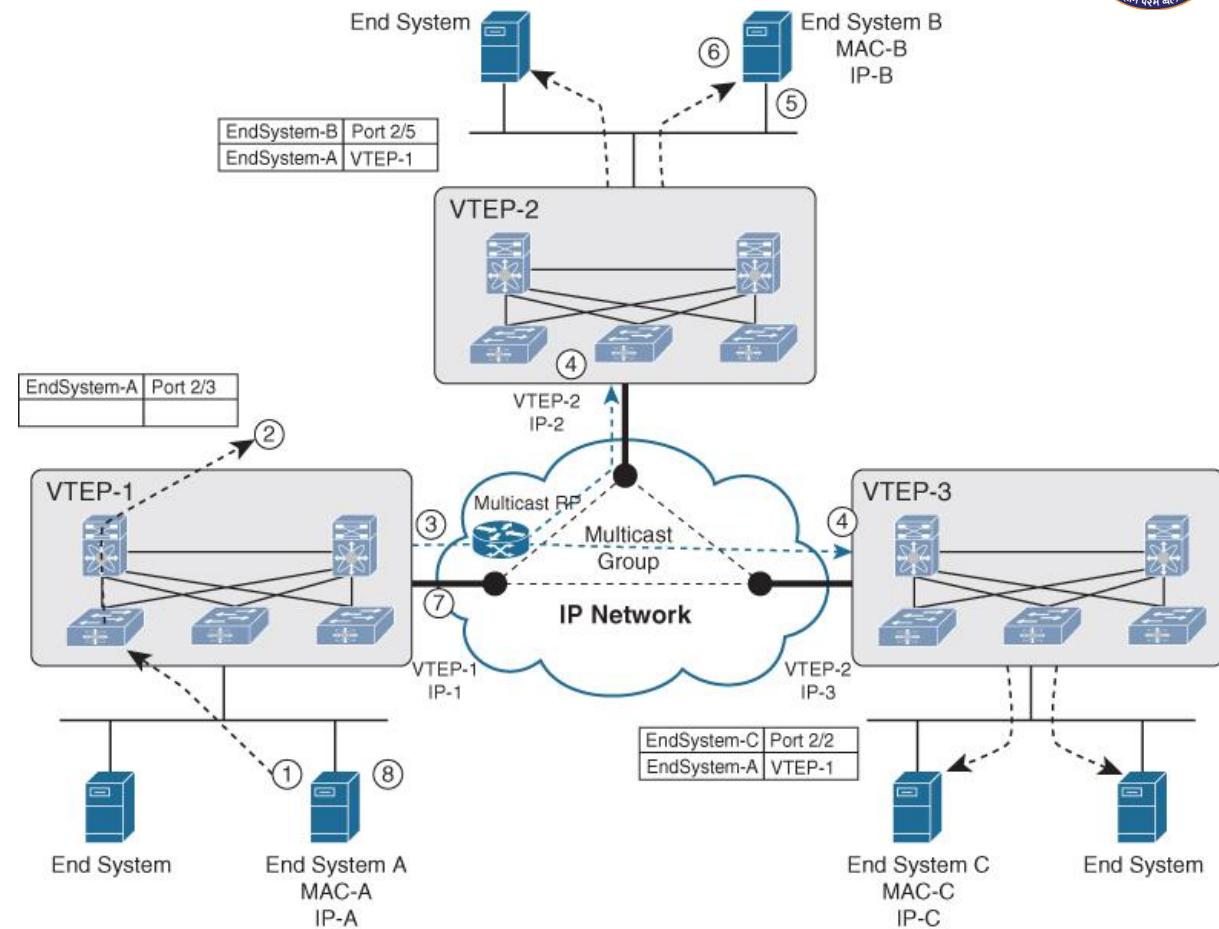 End System
End System B
MAC-B
IP-B
6
5
EndSystem-B Port 2/5
EndSystem-A VTEP-1
VTEP-2
4
EndSystem-A Port 2/3
VTEP-2
IP-2
2
VTEP-1
VTEP-3
Multicast RP
3
4
Multicast
Group
7
IP Network
VTEP-1
IP-1
VTEP-2
IP-3
EndSystem-C Port 2/2
EndSystem-A VTEP-1
1
8
End System
End System A
MAC-A
IP-A
End System C
MAC-C
IP-C
End System